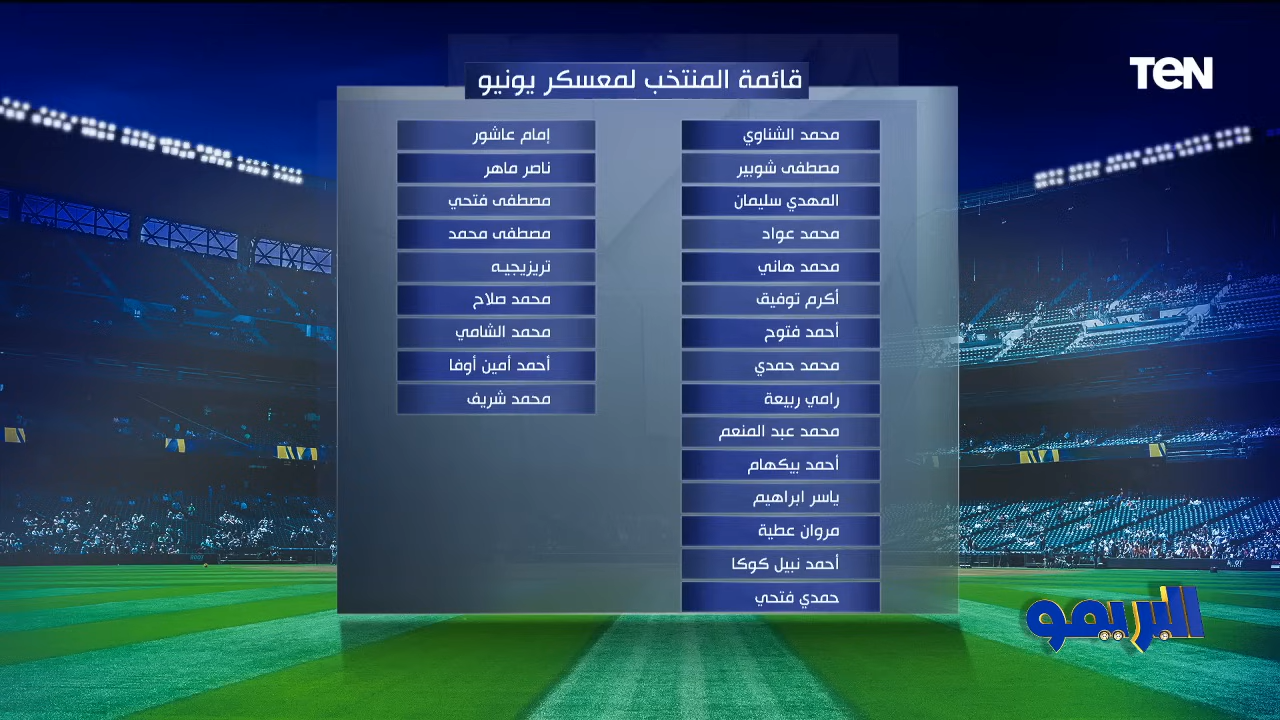 TEN
قائمة المنتخب لمعسكر يونيو
محمد الشناوي
مصطفى شوبير
المهدي سليمان
محمد عواد
محمد هاني
أكرم توفيق
أحمد فتوح
محمد حمدي
رامي ربيعة
محمد عبد المنعم
أحمد بيكهام
ياسر ابراهيم
مروان عطية
أحمد نبيل كوكا
حمدي فتحي
إمام عاشور
ناصر ماهر
مصطفى فتحي
مصطفى محمد
تريزيجيه
محمد صلاح
محمد الشامي
أحمد أمين أوفا
محمد شريف
البريمو